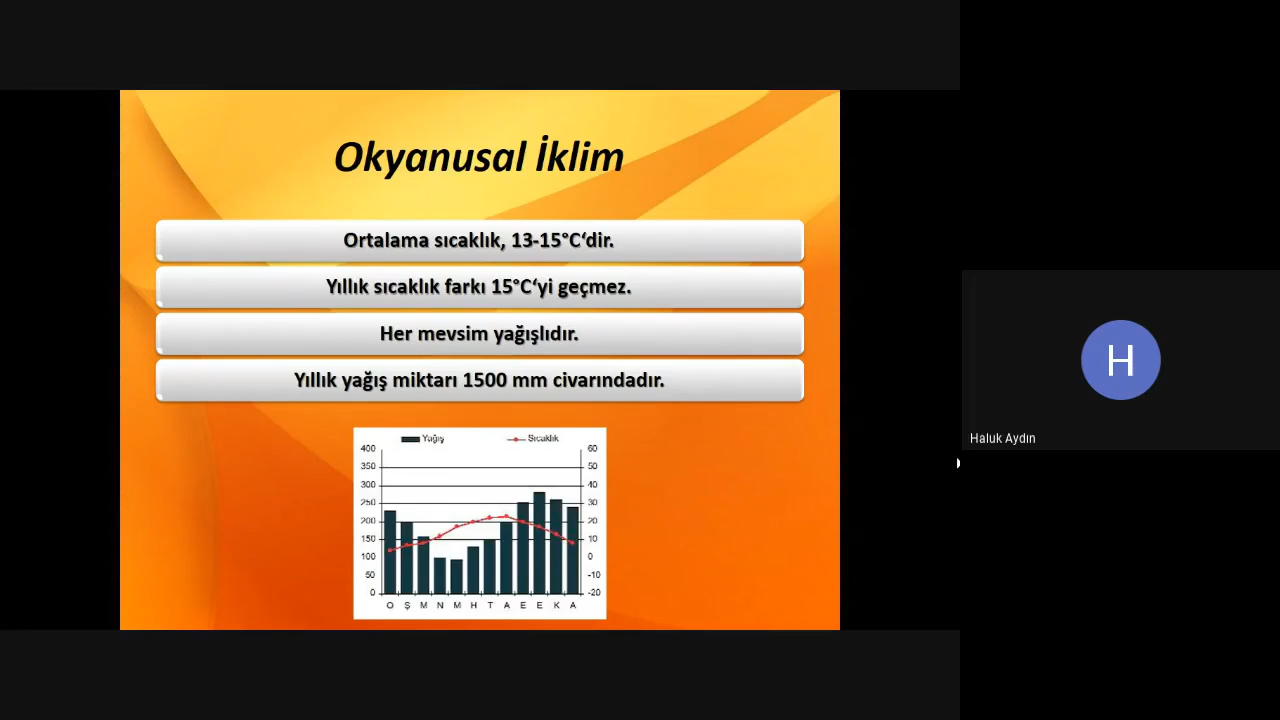 Okyanusal İklim
Ortalama sıcaklık, 13-15°C‘dir.
Yıllık sıcaklık farkı 15°C‘yi geçmez.
Her mevsim yağışlıdır.
Yıllık yağış miktarı 1500 mm civarındadır.
Yağış Sıcaklık
400 60
350 50
300 40
250 30
200 20
150 10
100 0
50 -10
0 -20
O Ş M N M H T A E E K A
H
Haluk Aydın